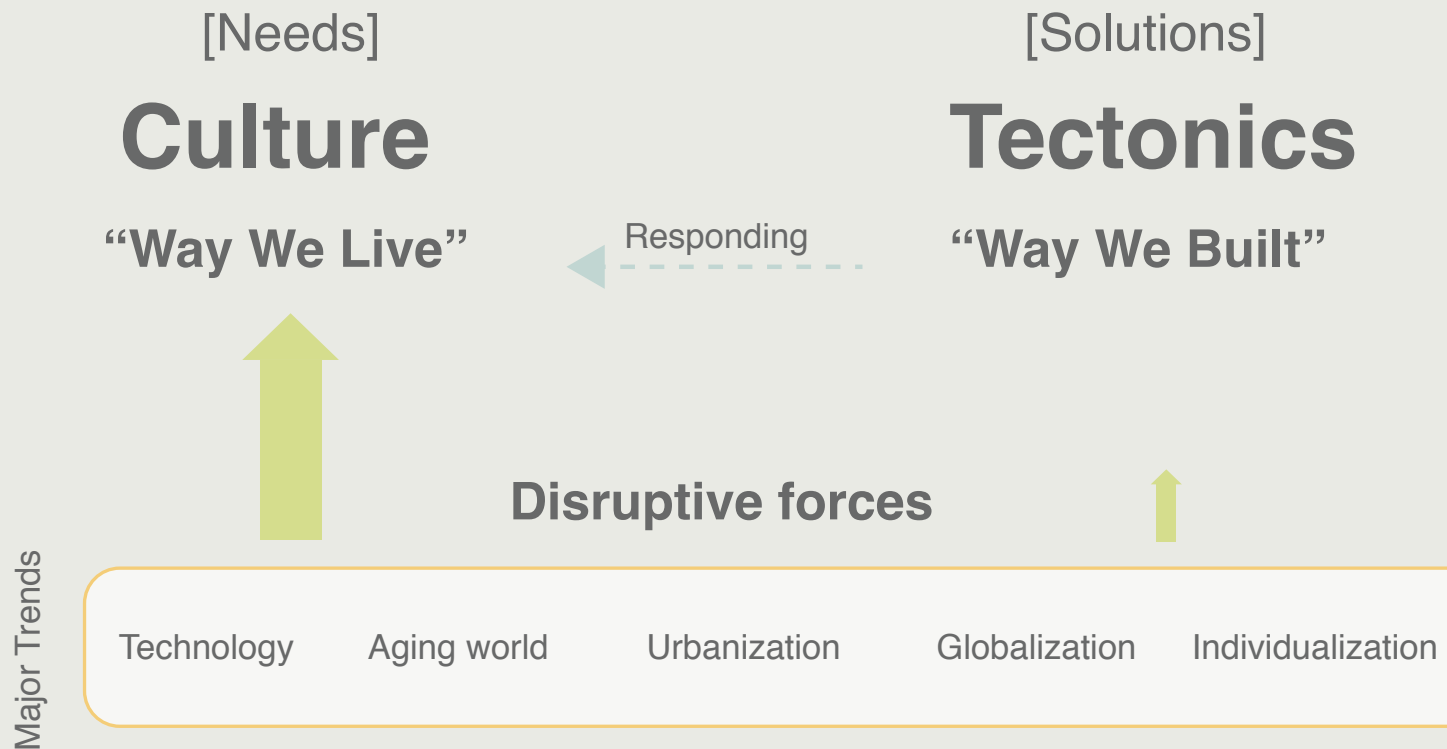 [Needs]
[Solutions]
Culture
Tectonics
“Way We Live”
Responding
“Way We Built”
Disruptive forces
Major Trends
Technology
Aging world
Urbanization
Globalization
Individualization